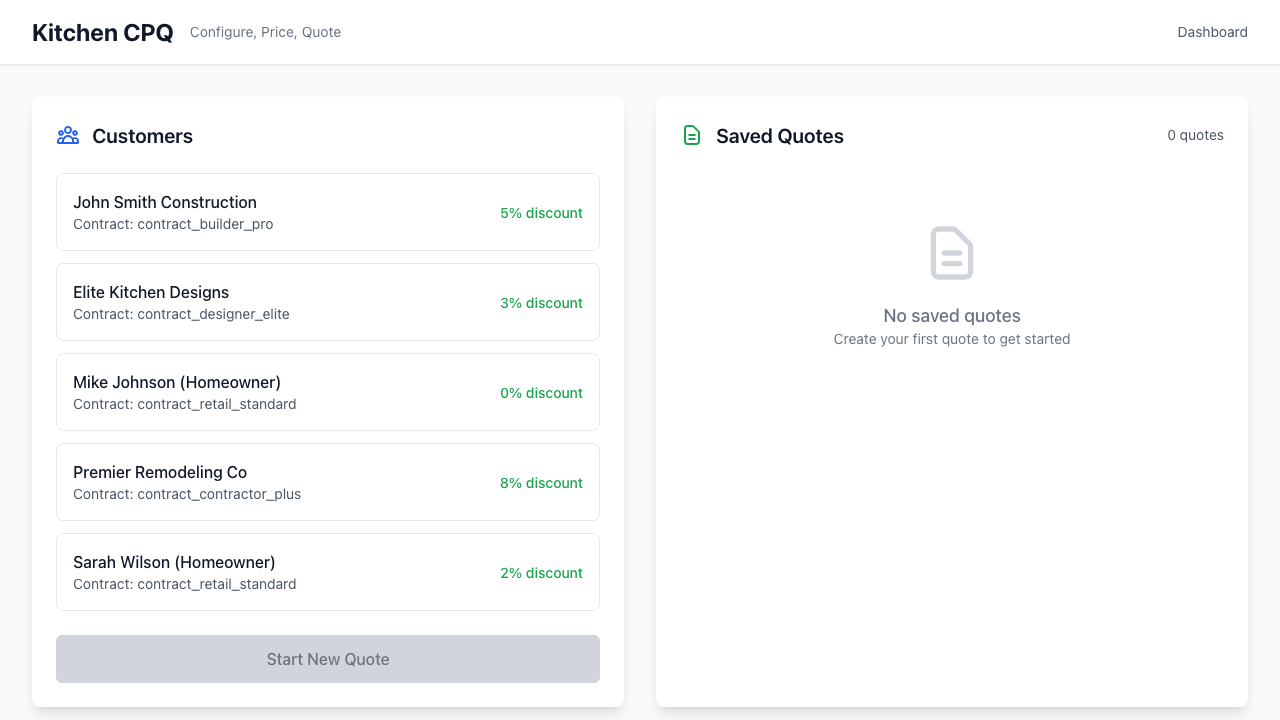 Kitchen CPQ
Configure, Price, Quote
Dashboard
Customers
John Smith Construction
Contract: contract_builder_pro
5% discount
Elite Kitchen Designs
Contract: contract_designer_elite
3% discount
Mike Johnson (Homeowner)
Contract: contract_retail_standard
0% discount
Premier Remodeling Co
Contract: contract_contractor_plus
8% discount
Sarah Wilson (Homeowner)
Contract: contract_retail_standard
2% discount
Start New Quote
Saved Quotes
0 quotes
No saved quotes
Create your first quote to get started